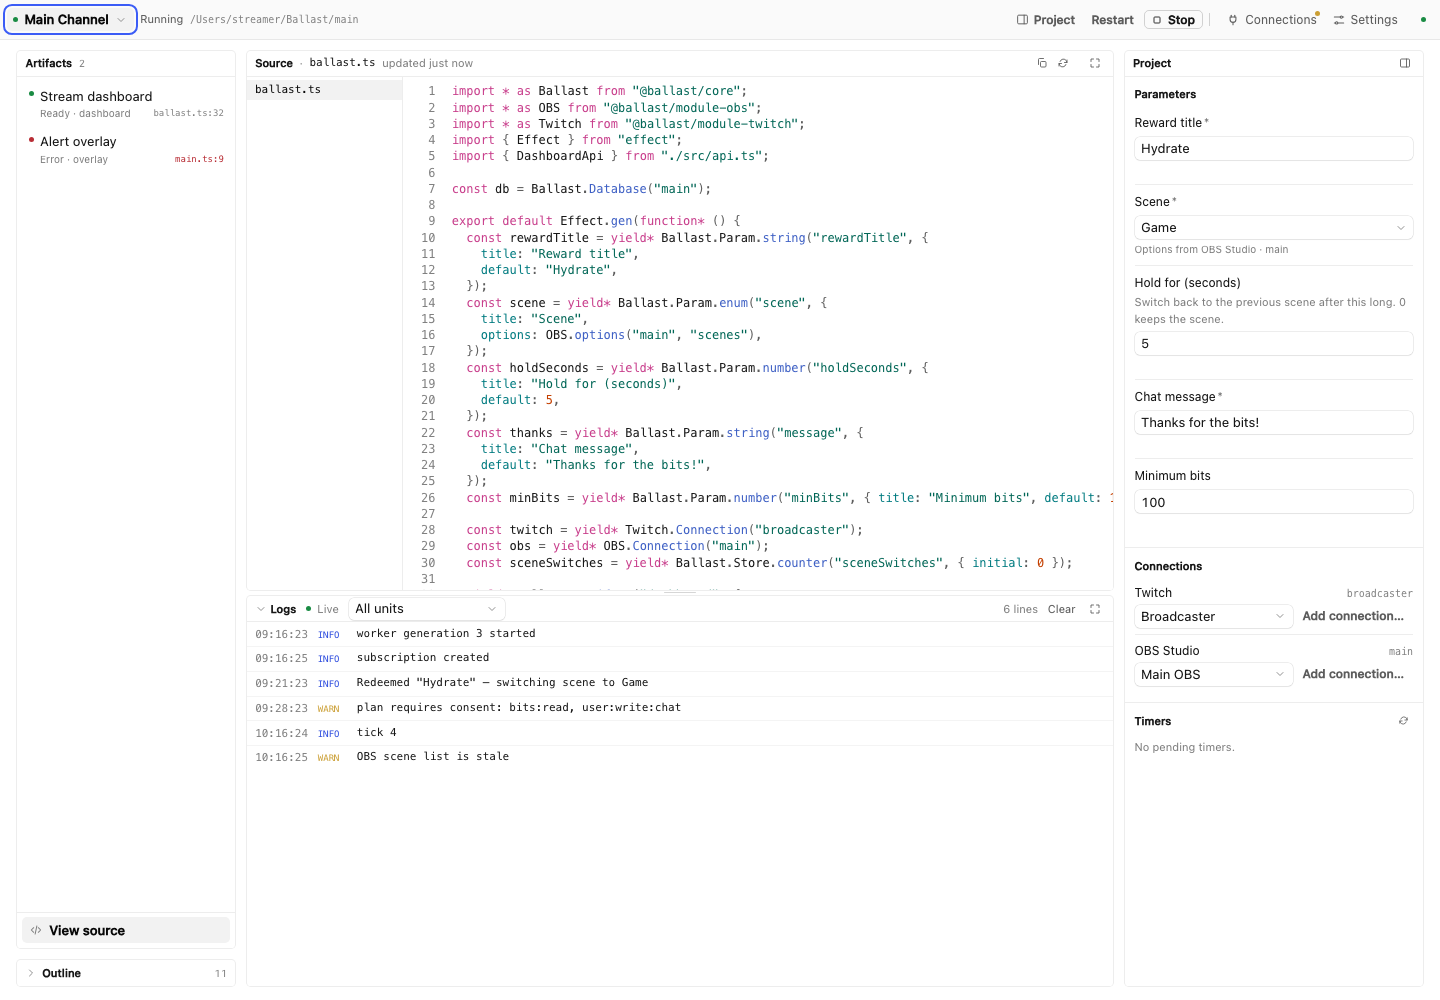 Main Channel
Running /Users/streamer/Ballast/main
Project
Restart
Stop
Connections
Settings
Artifacts 2
Stream dashboard
Ready · dashboard ballast.ts:32
Alert overlay
Error · overlay main.ts:9
View source
Outline 11
Source · ballast.ts updated just now
ballast.ts
1 import * as Ballast from "@ballast/core";
2 import * as OBS from "@ballast/module-obs";
3 import * as Twitch from "@ballast/module-twitch";
4 import { Effect } from "effect";
5 import { DashboardApi } from "./src/api.ts";
6
7 const db = Ballast.Database("main");
8
9 export default Effect.gen(function* () {
10 const rewardTitle = yield* Ballast.Param.string("rewardTitle", {
11 title: "Reward title",
12 default: "Hydrate",
13 });
14 const scene = yield* Ballast.Param.enum("scene", {
15 title: "Scene",
16 options: OBS.options("main", "scenes"),
17 });
18 const holdSeconds = yield* Ballast.Param.number("holdSeconds", {
19 title: "Hold for (seconds)",
20 default: 5,
21 });
22 const thanks = yield* Ballast.Param.string("message", {
23 title: "Chat message",
24 default: "Thanks for the bits!",
25 });
26 const minBits = yield* Ballast.Param.number("minBits", { title: "Minimum bits", default:
27
28 const twitch = yield* Twitch.Connection("broadcaster");
29 const obs = yield* OBS.Connection("main");
30 const sceneSwitches = yield* Ballast.Store.counter("sceneSwitches", { initial: 0 });
31
Logs Live All units 6 lines Clear
09:16:23 INFO worker generation 3 started
09:16:25 INFO subscription created
09:21:23 INFO Redeemed "Hydrate" — switching scene to Game
09:28:23 WARN plan requires consent: bits:read, user:write:chat
10:16:24 INFO tick 4
10:16:25 WARN OBS scene list is stale
Project
Parameters
Reward title*
Hydrate
Scene*
Game
Options from OBS Studio · main
Hold for (seconds)
Switch back to the previous scene after this long. 0
keeps the scene.
5
Chat message*
Thanks for the bits!
Minimum bits
100
Connections
Twitch broadcaster
Broadcaster Add connection...
OBS Studio main
Main OBS Add connection...
Timers
No pending timers.